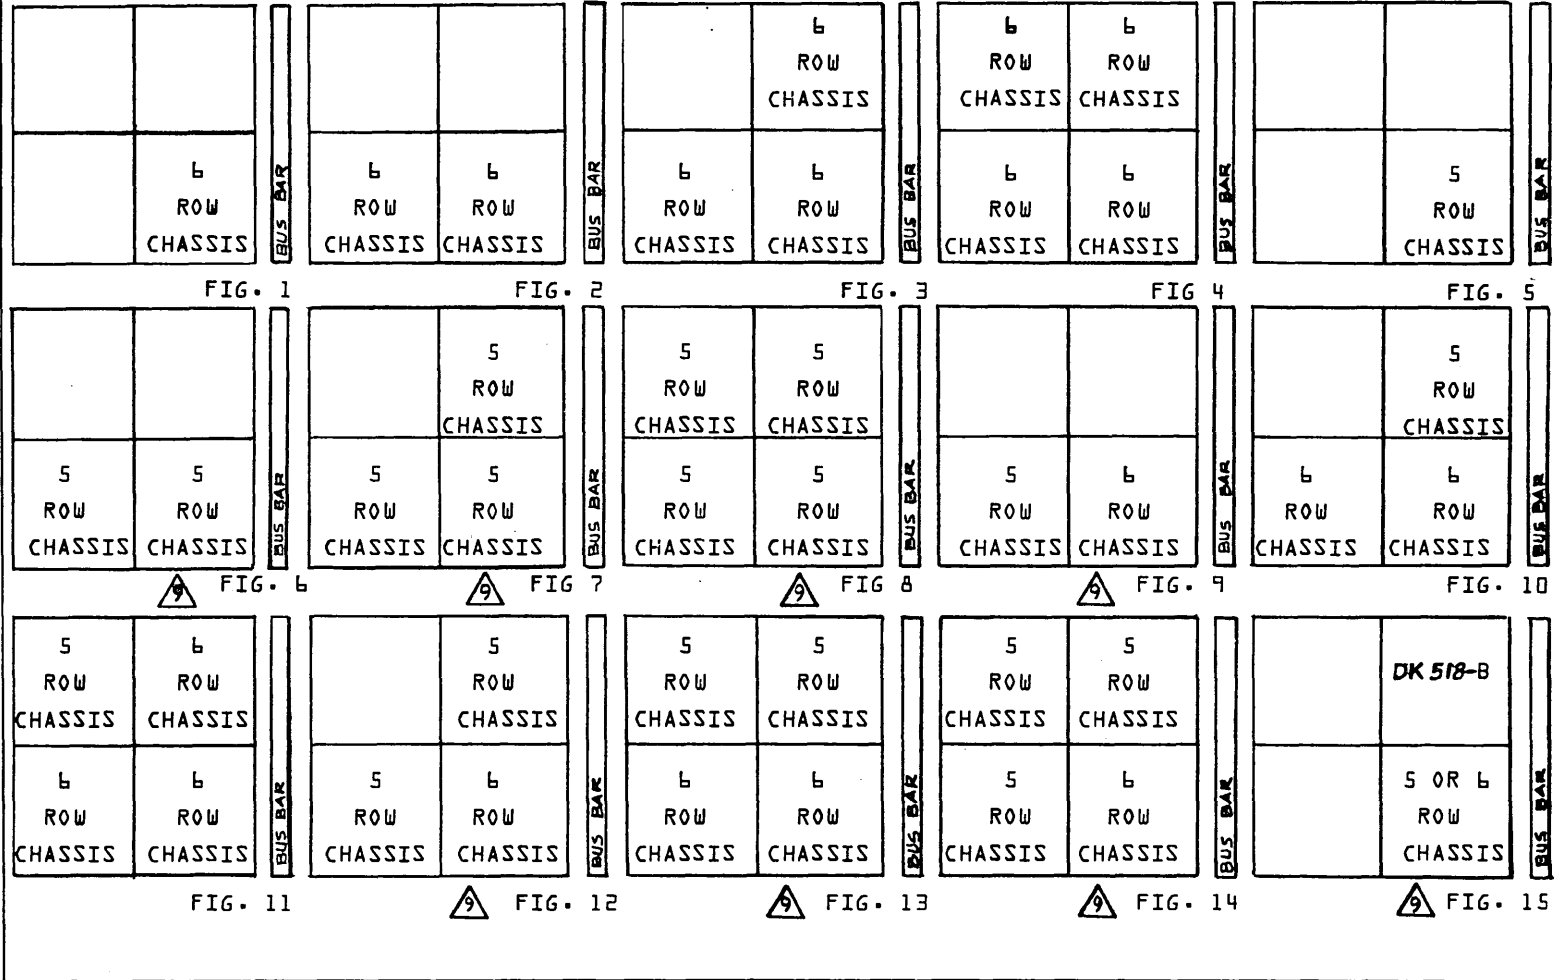 BUS BAR
6
ROW
CHASSIS
FIG. 1
BUS BAR
6
ROW
CHASSIS
6
ROW
CHASSIS
FIG. 2
BUS BAR
6
ROW
CHASSIS
6
ROW
CHASSIS
6
ROW
CHASSIS
FIG. 3
BUS BAR
6
ROW
CHASSIS
6
ROW
CHASSIS
6
ROW
CHASSIS
6
ROW
CHASSIS
FIG 4
BUS BAR
5
ROW
CHASSIS
FIG. 5
BUS BAR
5
ROW
CHASSIS
5
ROW
CHASSIS
9
FIG. 6
BUS BAR
5
ROW
CHASSIS
5
ROW
CHASSIS
5
ROW
CHASSIS
9
FIG 7
BUS BAR
5
ROW
CHASSIS
5
ROW
CHASSIS
5
ROW
CHASSIS
5
ROW
CHASSIS
9
FIG 8
BUS BAR
5
ROW
CHASSIS
6
ROW
CHASSIS
9
FIG. 9
BUS BAR
5
ROW
CHASSIS
6
ROW
CHASSIS
6
ROW
CHASSIS
FIG. 10
BUS BAR
5
ROW
CHASSIS
6
ROW
CHASSIS
6
ROW
CHASSIS
6
ROW
CHASSIS
FIG. 11
BUS BAR
5
ROW
CHASSIS
5
ROW
CHASSIS
6
ROW
CHASSIS
9
FIG. 12
BUS BAR
5
ROW
CHASSIS
5
ROW
CHASSIS
6
ROW
CHASSIS
6
ROW
CHASSIS
9
FIG. 13
BUS BAR
5
ROW
CHASSIS
5
ROW
CHASSIS
5
ROW
CHASSIS
6
ROW
CHASSIS
9
FIG. 14
BUS BAR
DK 518-B
5 OR 6
ROW
CHASSIS
9
FIG. 15